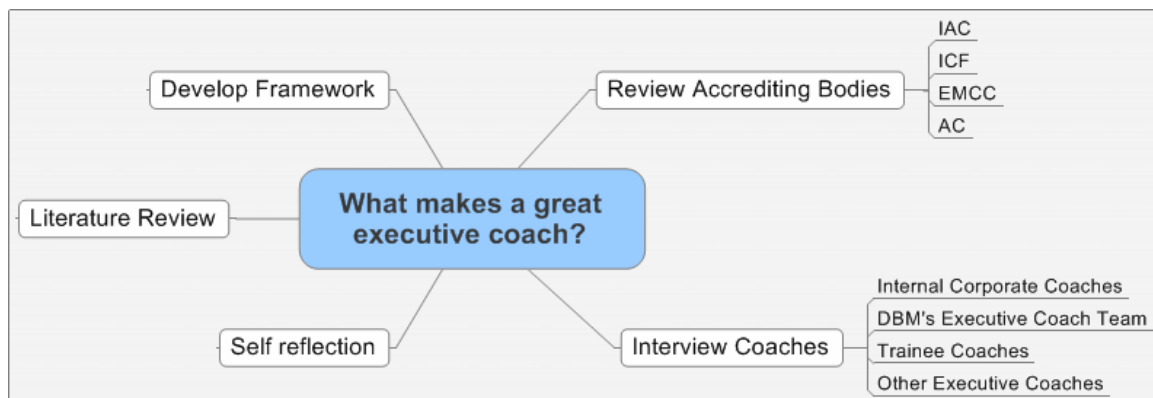 Develop Framework
Review Accrediting Bodies
IAC
ICF
EMCC
AC
Literature Review
What makes a great
executive coach?
Self reflection
Interview Coaches
Internal Corporate Coaches
DBM's Executive Coach Team
Trainee Coaches
Other Executive Coaches